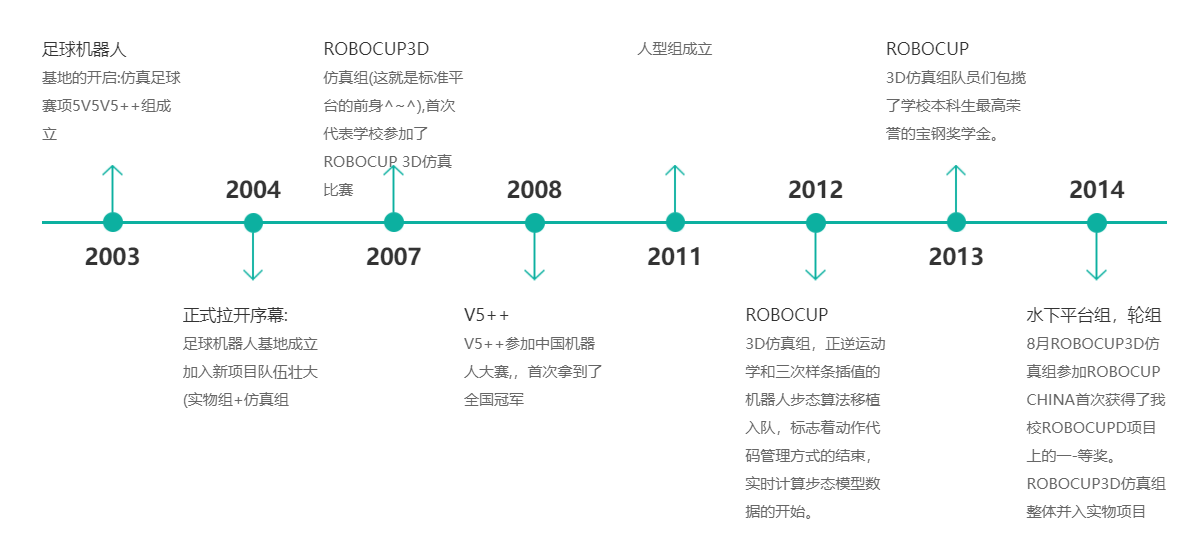 足球机器人
基地的开启:仿真足球
赛项5V5V5++组成
立
2003
2004
正式拉开序幕:
足球机器人基地成立
加入新项目队伍壮大
(实物组+仿真组
ROBOCUP3D
仿真组(这就是标准平
台的前身^~^),首次
代表学校参加了
ROBOCUP 3D仿真
比赛
2007
2008
V5++
V5++参加中国机器
人大赛,，首次拿到了
全国冠军
人型组成立
2011
2012
ROBOCUP
3D仿真组，正逆运动
学和三次样条插值的
机器人步态算法移植
入队，标志着动作代
码管理方式的结束，
实时计算步态模型数
据的开始。
ROBOCUP
3D仿真组队员们包揽
了学校本科生最高荣
誉的宝钢奖学金。
2013
2014
水下平台组，轮组
8月ROBOCUP3D仿
真组参加ROBOCUP
CHINA首次获得了我
校ROBOCUPD项目
上的一-等奖。
ROBOCUP3D仿真组
整体并入实物项目